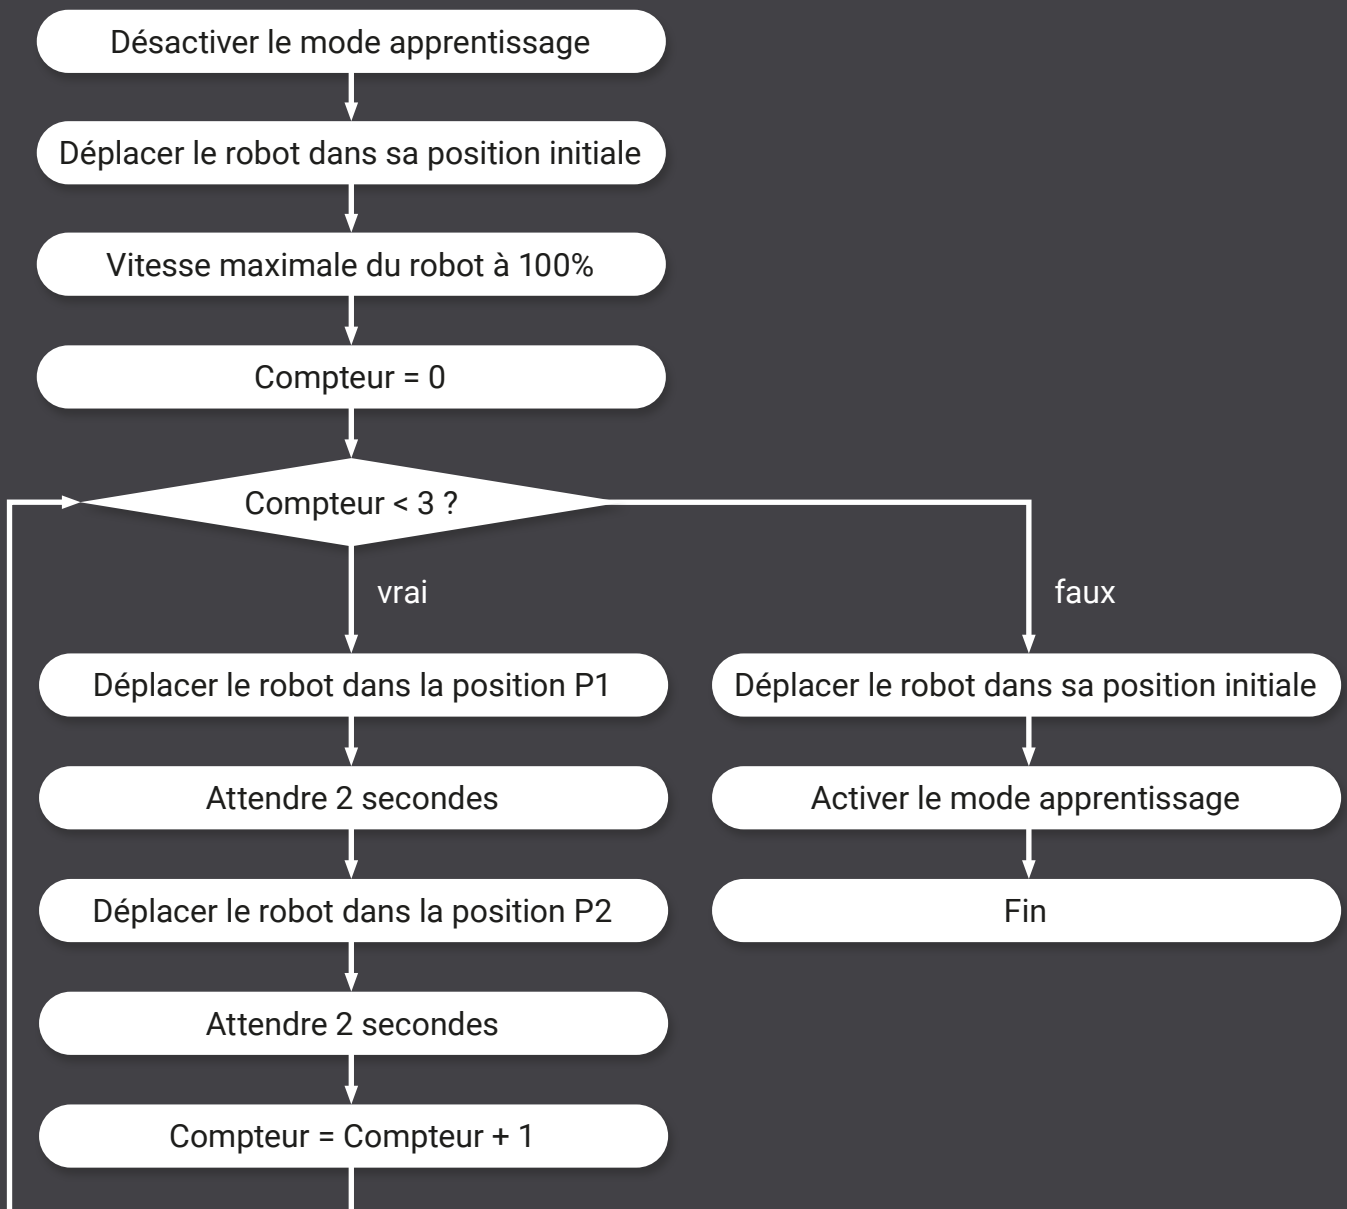 Désactiver le mode apprentissage
Déplacer le robot dans sa position initiale
Vitesse maximale du robot à 100%
Compteur = 0
Compteur < 3 ?
vrai
faux
Déplacer le robot dans la position P1
Déplacer le robot dans sa position initiale
Attendre 2 secondes
Activer le mode apprentissage
Déplacer le robot dans la position P2
Fin
Attendre 2 secondes
Compteur = Compteur + 1